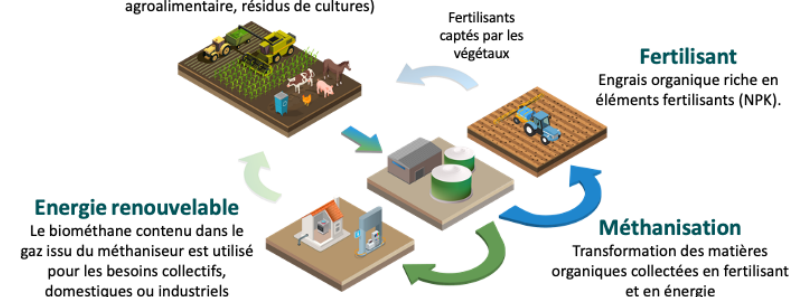 agroalimentaire, résidus de cultures)
Fertilisants
captés par les
végétaux
Fertilisant
Engrais organique riche en
éléments fertilisants (NPK).
Energie renouvelable
Le biométhane contenu dans le
gaz issu du méthaniseur est utilisé
pour les besoins collectifs,
domestiques ou industriels
Méthanisation
Transformation des matières
organiques collectées en fertilisant
et en énergie